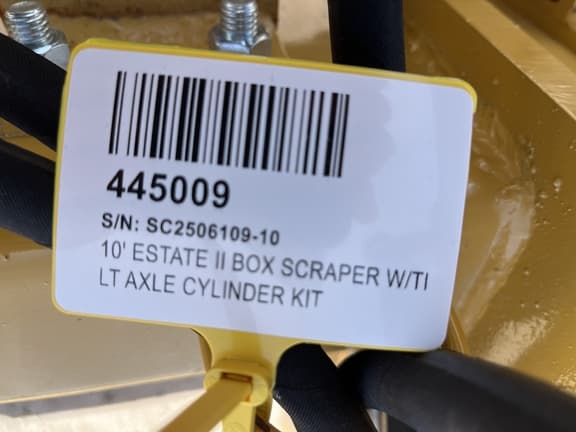 445009
S/N: SC2506109-10
10' ESTATE II BOX SCRAPER W/TI
LT AXLE CYLINDER KIT